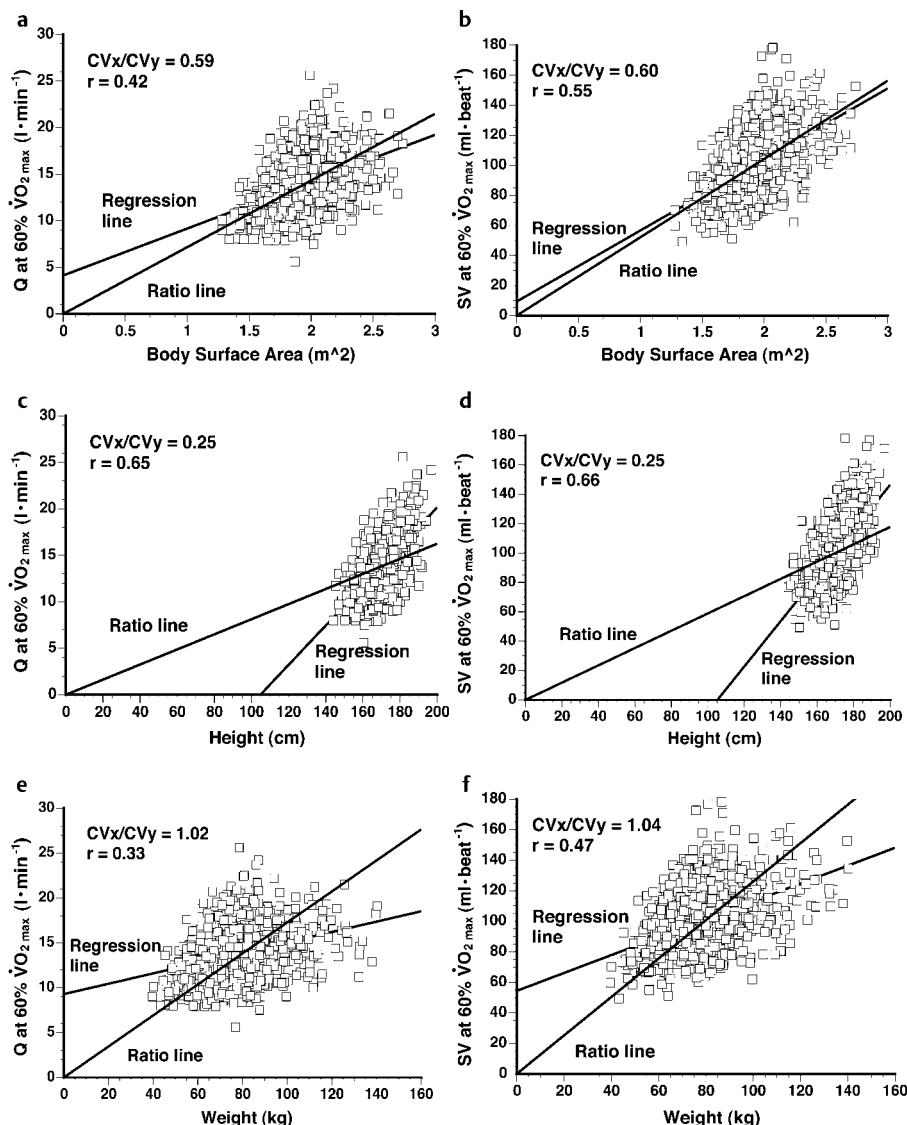 a
Q at 60% V̇O2 max (l·min-1)
30
25
20
15
10
5
0
CVx/CVy = 0.59
r = 0.42
Regression
line
Ratio line
0 0.5 1 1.5 2 2.5 3
Body Surface Area (m^2)
b
SV at 60% V̇O2 max (ml·beat-1)
180
160
140
120
100
80
60
40
20
0
CVx/CVy = 0.60
r = 0.55
Regression
line
Ratio line
0 0.5 1 1.5 2 2.5 3
Body Surface Area (m^2)
c
Q at 60% V̇O2 max (l·min-1)
30
25
20
15
10
5
0
CVx/CVy = 0.25
r = 0.65
Ratio line
Regression
line
0 20 40 60 80 100 120 140 160 180 200
Height (cm)
d
SV at 60% V̇O2 max (ml·beat-1)
180
160
140
120
100
80
60
40
20
0
CVx/CVy = 0.25
r = 0.66
Ratio line
Regression
line
0 20 40 60 80 100 120 140 160 180 200
Height (cm)
e
Q at 60% V̇O2 max (l·min-1)
30
25
20
15
10
5
0
CVx/CVy = 1.02
r = 0.33
Regression
line
Ratio line
0 20 40 60 80 100 120 140 160
Weight (kg)
f
SV at 60% V̇O2 max (ml·beat-1)
180
160
140
120
100
80
60
40
20
0
CVx/CVy = 1.04
r = 0.47
Regression
line
Ratio line
0 20 40 60 80 100 120 140 160
Weight (kg)